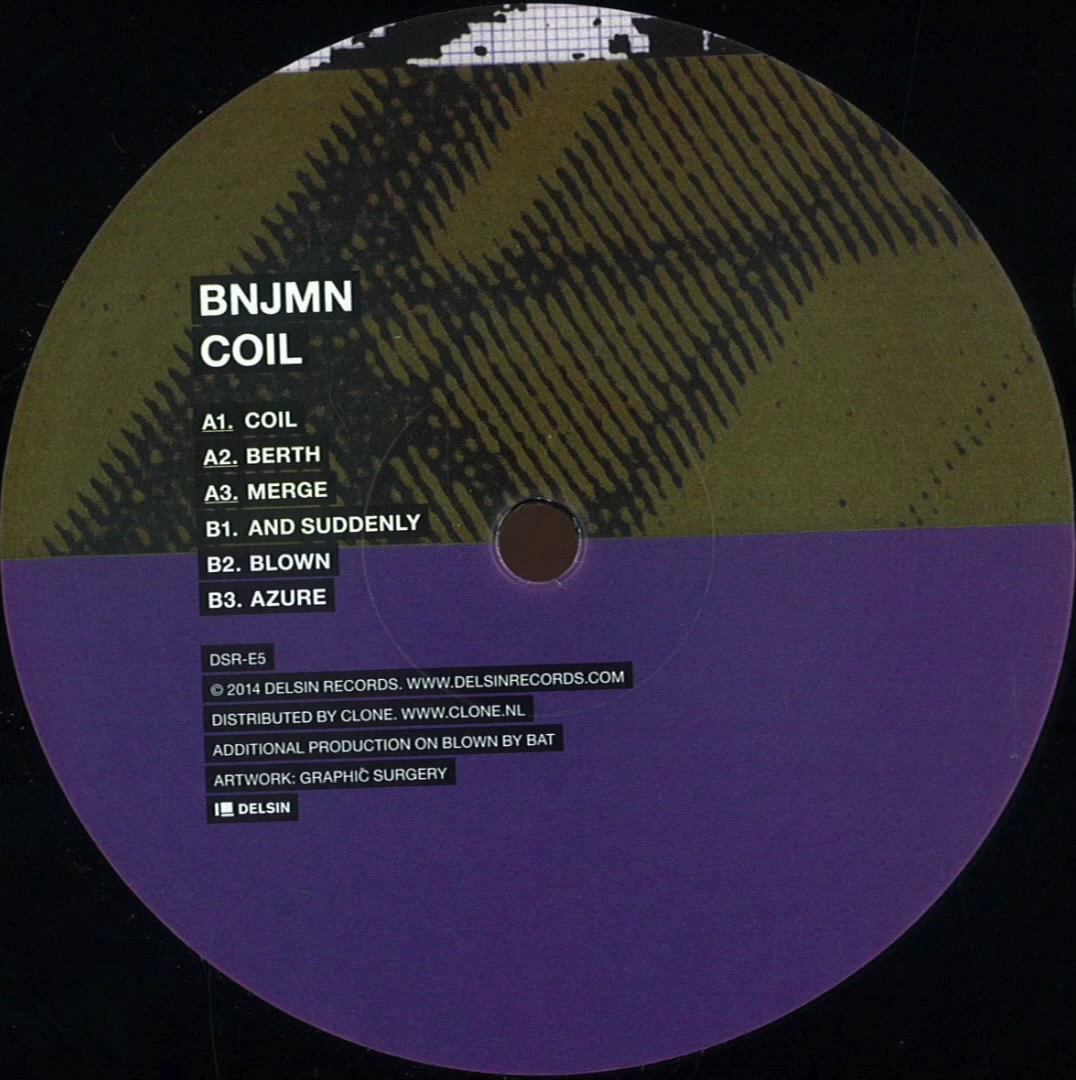 BNJMN
COIL
A1. COIL
A2. BERTH
A3. MERGE
B1. AND SUDDENLY
B2. BLOWN
B3. AZURE
DSR-E5
© 2014 DELSIN RECORDS. WWW.DELSINRECORDS.COM
DISTRIBUTED BY CLONE. WWW.CLONE.NL
ADDITIONAL PRODUCTION ON BLOWN BY BAT
ARTWORK: GRAPHIC SURGERY
DELSIN